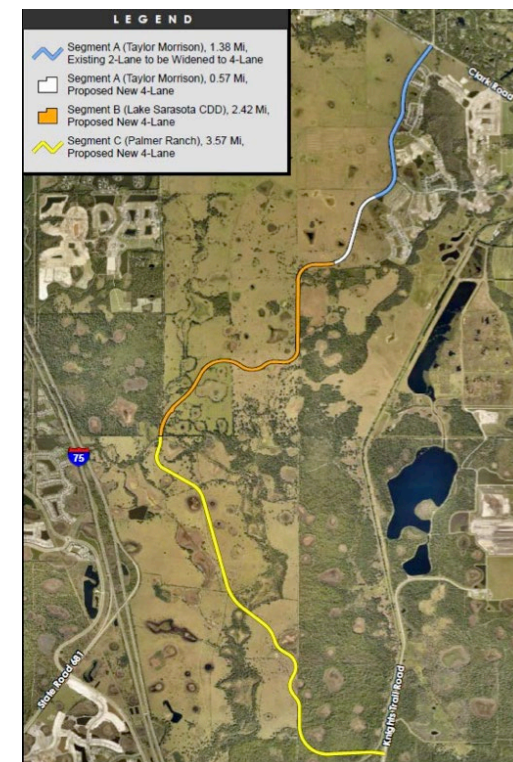 LEGEND
Segment A (Taylor Morrison), 1.38 Mi,
Existing 2-Lane to be Widened to 4-Lane
Segment A (Taylor Morrison), 0.57 Mi,
Proposed New 4-Lane
Segment B (Lake Sarasota CDD), 2.42 Mi,
Proposed New 4-Lane
Segment C (Palmer Ranch), 3.57 Mi,
Proposed New 4-Lane
Clark Road
75
State Road 681
Knights Trail Road